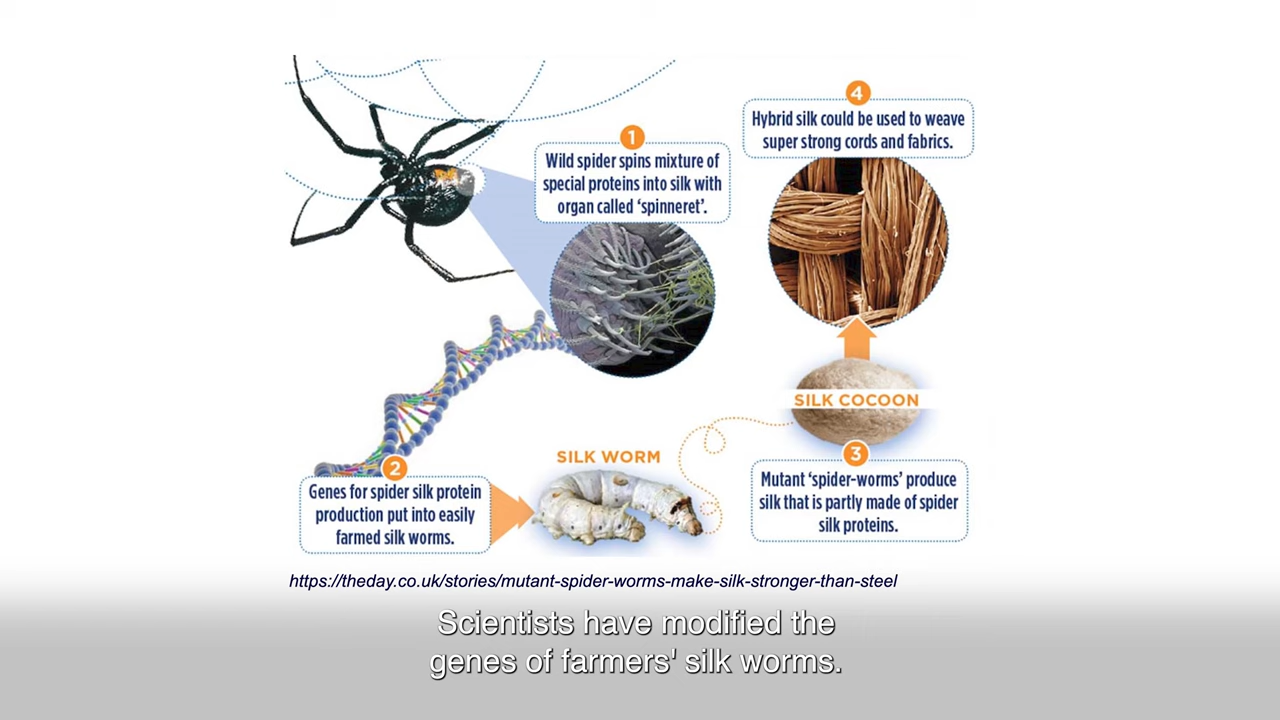 1
Wild spider spins mixture of
special proteins into silk with
organ called ‘spinneret’.
2
Genes for spider silk protein
production put into easily
farmed silk worms.
SILK WORM
3
Mutant ‘spider-worms’ produce
silk that is partly made of spider
silk proteins.
SILK COCOON
4
Hybrid silk could be used to weave
super strong cords and fabrics.
https://theday.co.uk/stories/mutant-spider-worms-make-silk-stronger-than-steel
Scientists have modified the
genes of farmers' silk worms.